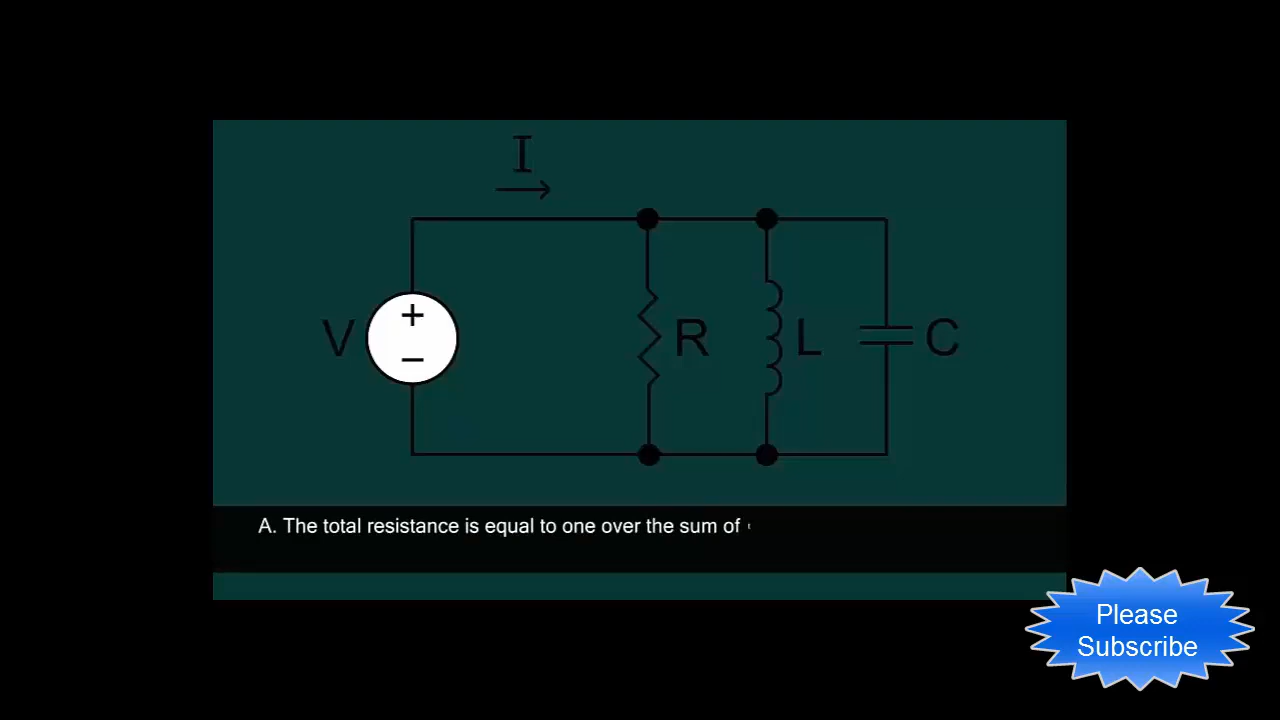 I
V
+
−
R
L
C
A. The total resistance is equal to one over the sum of
Please
Subscribe